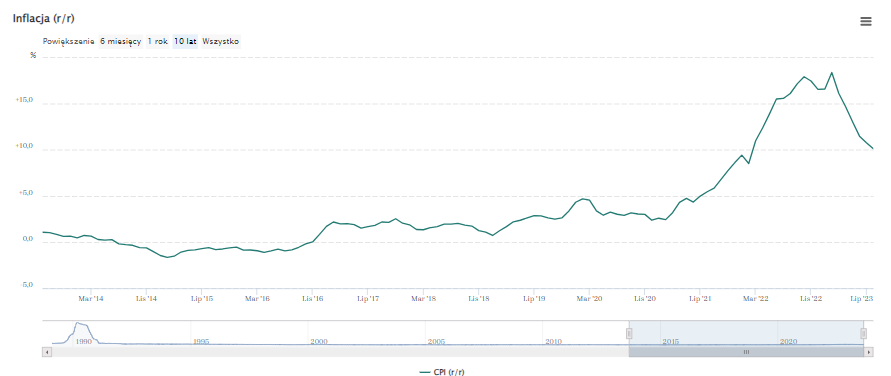 Inflacja (r/r)
Powiększenie 6 miesięcy 1 rok 10 lat Wszystko
%
+15,0
+10,0
+5,0
0,0
-5,0
Mar '14 Lis '14 Lip '15 Mar '16 Lis '16 Lip '17 Mar '18 Lis '18 Lip '19 Mar '20 Lis '20 Lip '21 Mar '22 Lis '22 Lip '23
1990 1995 2000 2005 2010 2015 2020
CPI (r/r)